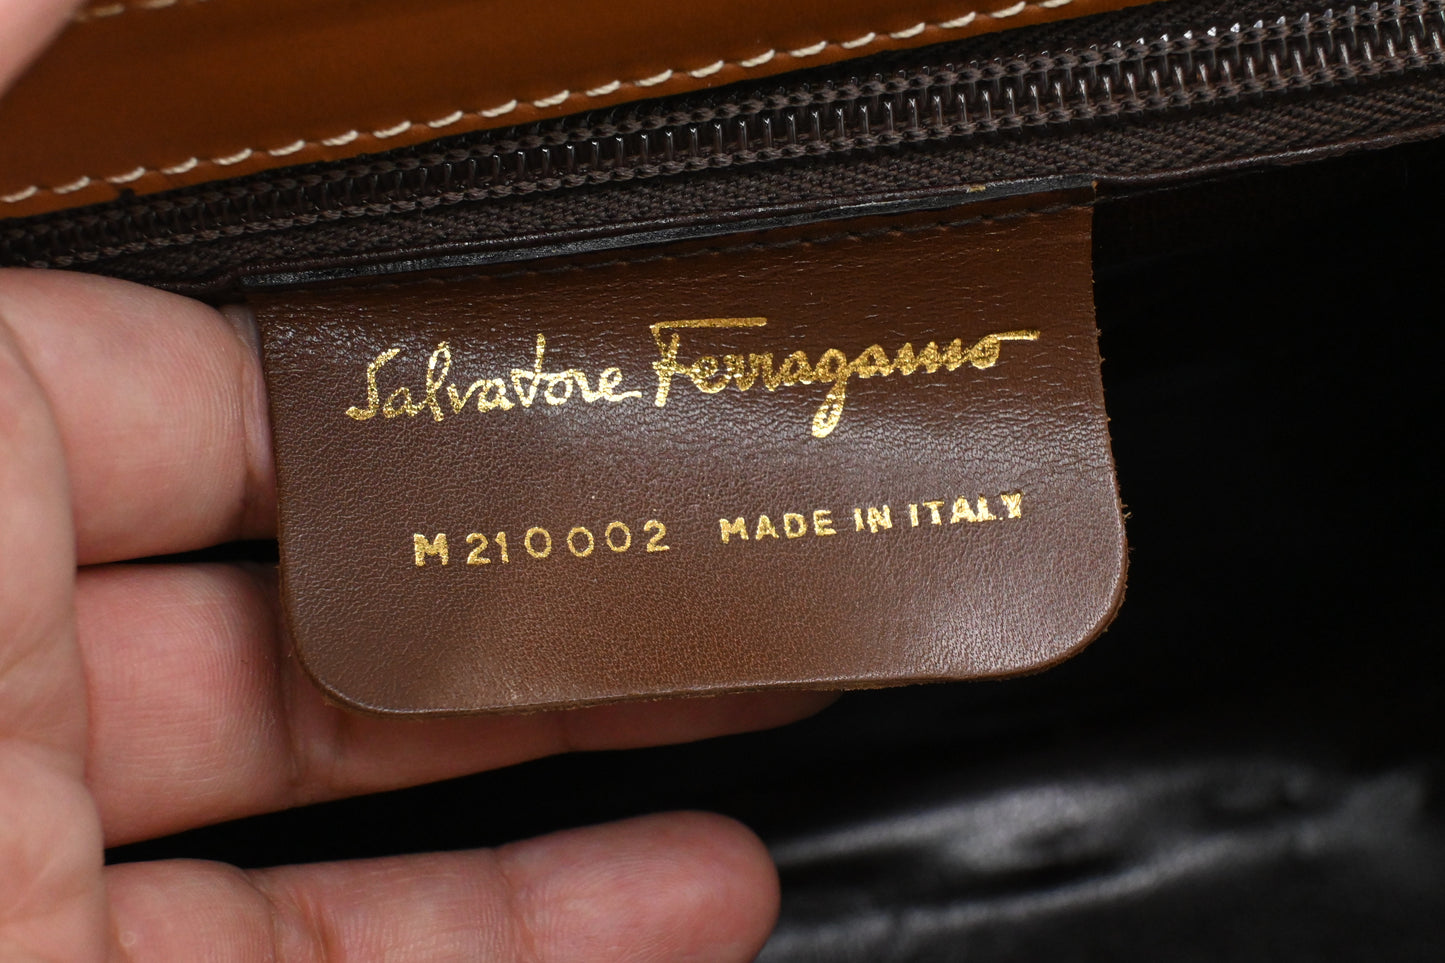 Salvatore Ferragamo
M210002 MADE IN ITALY